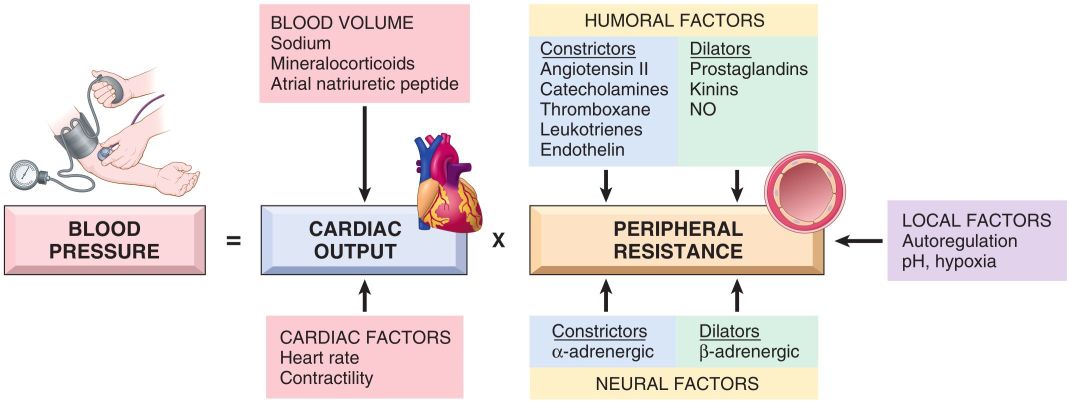 BLOOD VOLUME
Sodium
Mineralocorticoids
Atrial natriuretic peptide
HUMORAL FACTORS
Constrictors
Angiotensin II
Catecholamines
Thromboxane
Leukotrienes
Endothelin
Dilators
Prostaglandins
Kinins
NO
BLOOD
PRESSURE
=
CARDIAC
OUTPUT
x
PERIPHERAL
RESISTANCE
LOCAL FACTORS
Autoregulation
pH, hypoxia
CARDIAC FACTORS
Heart rate
Contractility
Constrictors
α-adrenergic
Dilators
β-adrenergic
NEURAL FACTORS